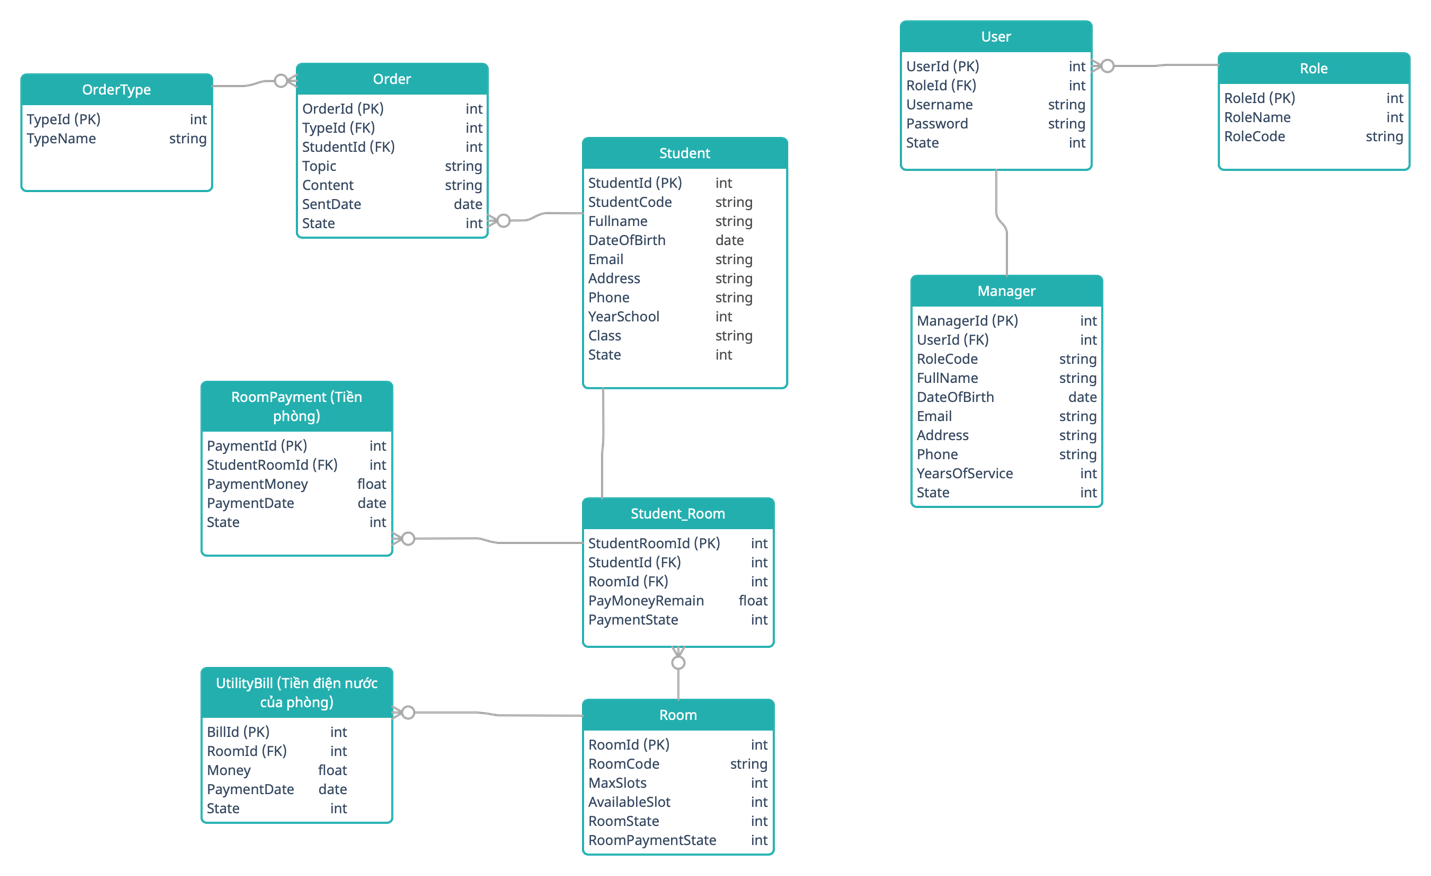 OrderType
TypeId (PK) int
TypeName string
Order
OrderId (PK) int
TypeId (FK) int
StudentId (FK) int
Topic string
Content string
SentDate date
State int
Student
StudentId (PK) int
StudentCode string
Fullname string
DateOfBirth date
Email string
Address string
Phone string
YearSchool int
Class string
State int
User
UserId (PK) int
RoleId (FK) int
Username string
Password string
State int
Role
RoleId (PK) int
RoleName int
RoleCode string
Manager
ManagerId (PK) int
UserId (FK) int
RoleCode string
FullName string
DateOfBirth date
Email string
Address string
Phone string
YearsOfService int
State int
RoomPayment (Tiền
phòng)
PaymentId (PK) int
StudentRoomId (FK) int
PaymentMoney float
PaymentDate date
State int
Student_Room
StudentRoomId (PK) int
StudentId (FK) int
RoomId (FK) int
PayMoneyRemain float
PaymentState int
UtilityBill (Tiền điện nước
của phòng)
BillId (PK) int
RoomId (FK) int
Money float
PaymentDate date
State int
Room
RoomId (PK) int
RoomCode string
MaxSlots int
AvailableSlot int
RoomState int
RoomPaymentState int